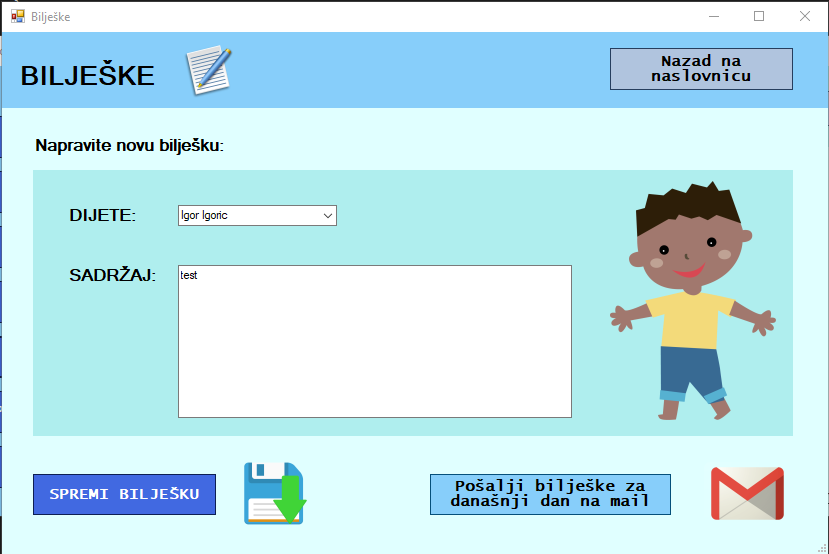 Bilješke
BILJEŠKE
Nazad na
naslovnicu
Napravite novu bilješku:
DIJETE:
Igor Igoric
SADRŽAJ:
test
SPREMI BILJEŠKU
Pošalji bilješke za
današnji dan na mail